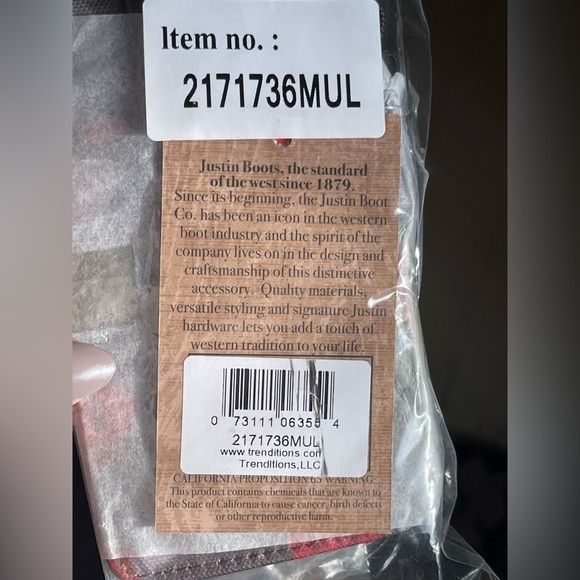 Item no. :
2171736MUL
Justin Boots, the standard
of the west since 1879.
Since its beginning, the Justin Boot
Co. has been an icon in the western
boot industry and the spirit of the
company lives on in the design and
craftsmanship of this distinctive
accessory. Quality materials,
versatile styling and signature Justin
hardware lets you add a touch of
western tradition to your life.
0 73111 06356 4
2171736MUL
www trenditions com
Trenditions, LLC
CALIFORNIA PROPOSITION 65 WARNING.
This product contains chemicals that are known to
the State of California to cause cancer, birth defects
or other reproductive harm.